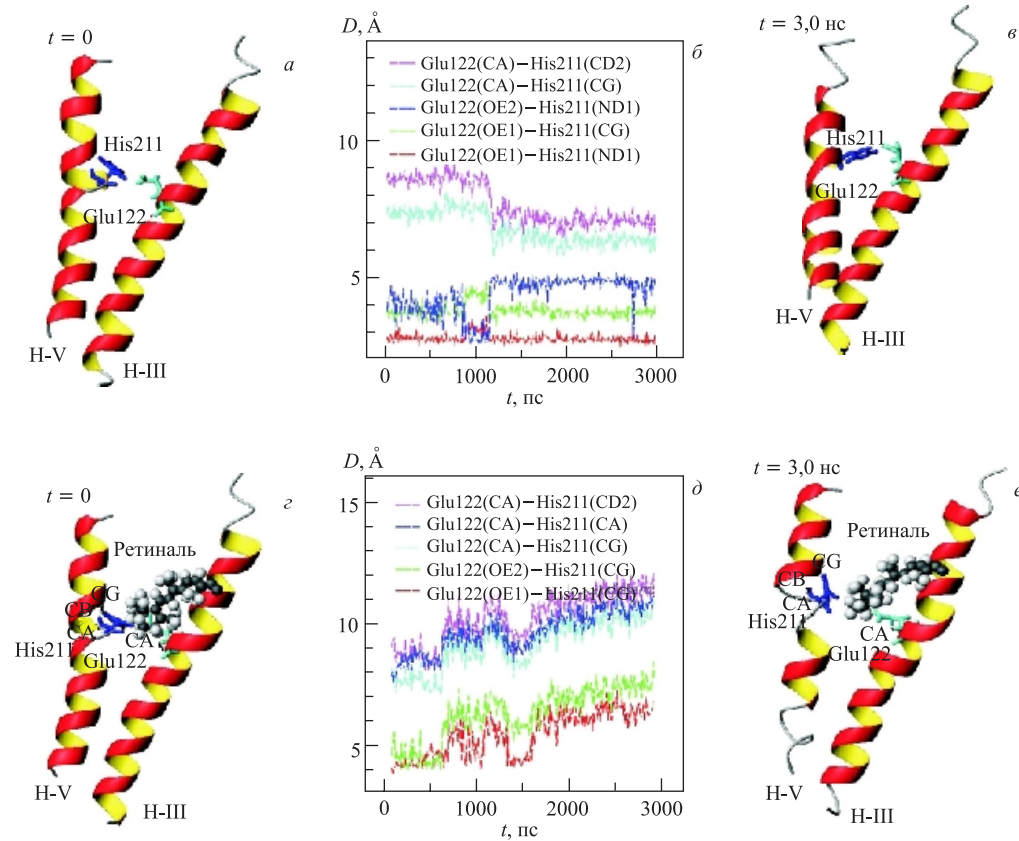 t = 0
а
His211
Glu122
H-V
H-III
D, Å
б
Glu122(CA)–His211(CD2)
Glu122(CA)–His211(CG)
Glu122(OE2)–His211(ND1)
Glu122(OE1)–His211(CG)
Glu122(OE1)–His211(ND1)
10
5
0
1000
2000
3000
t, пс
t = 3,0 нс
в
His211
Glu122
H-V
H-III
t = 0
г
Ретиналь
CG
CB
CA
CA
His211
Glu122
H-V
H-III
D, Å
д
15
Glu122(CA)–His211(CD2)
Glu122(CA)–His211(CA)
Glu122(CA)–His211(CG)
Glu122(OE2)–His211(CG)
Glu122(OE1)–His211(CG)
10
5
0
1000
2000
3000
t, пс
t = 3,0 нс
е
Ретиналь
CG
CB
CA
His211
CA
Glu122
H-V
H-III